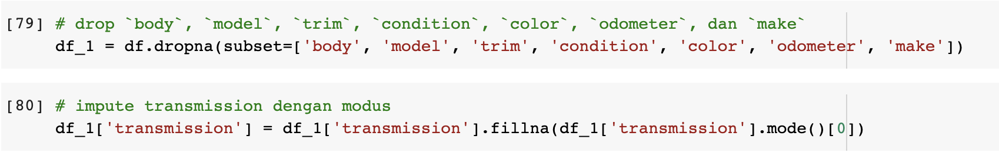 [79] # drop `body`, `model`, `trim`, `condition`, `color`, `odometer`, dan `make`
df_1 = df.dropna(subset=['body', 'model', 'trim', 'condition', 'color', 'odometer', 'make'])
[80] # impute transmission dengan modus
df_1['transmission'] = df_1['transmission'].fillna(df_1['transmission'].mode()[0])